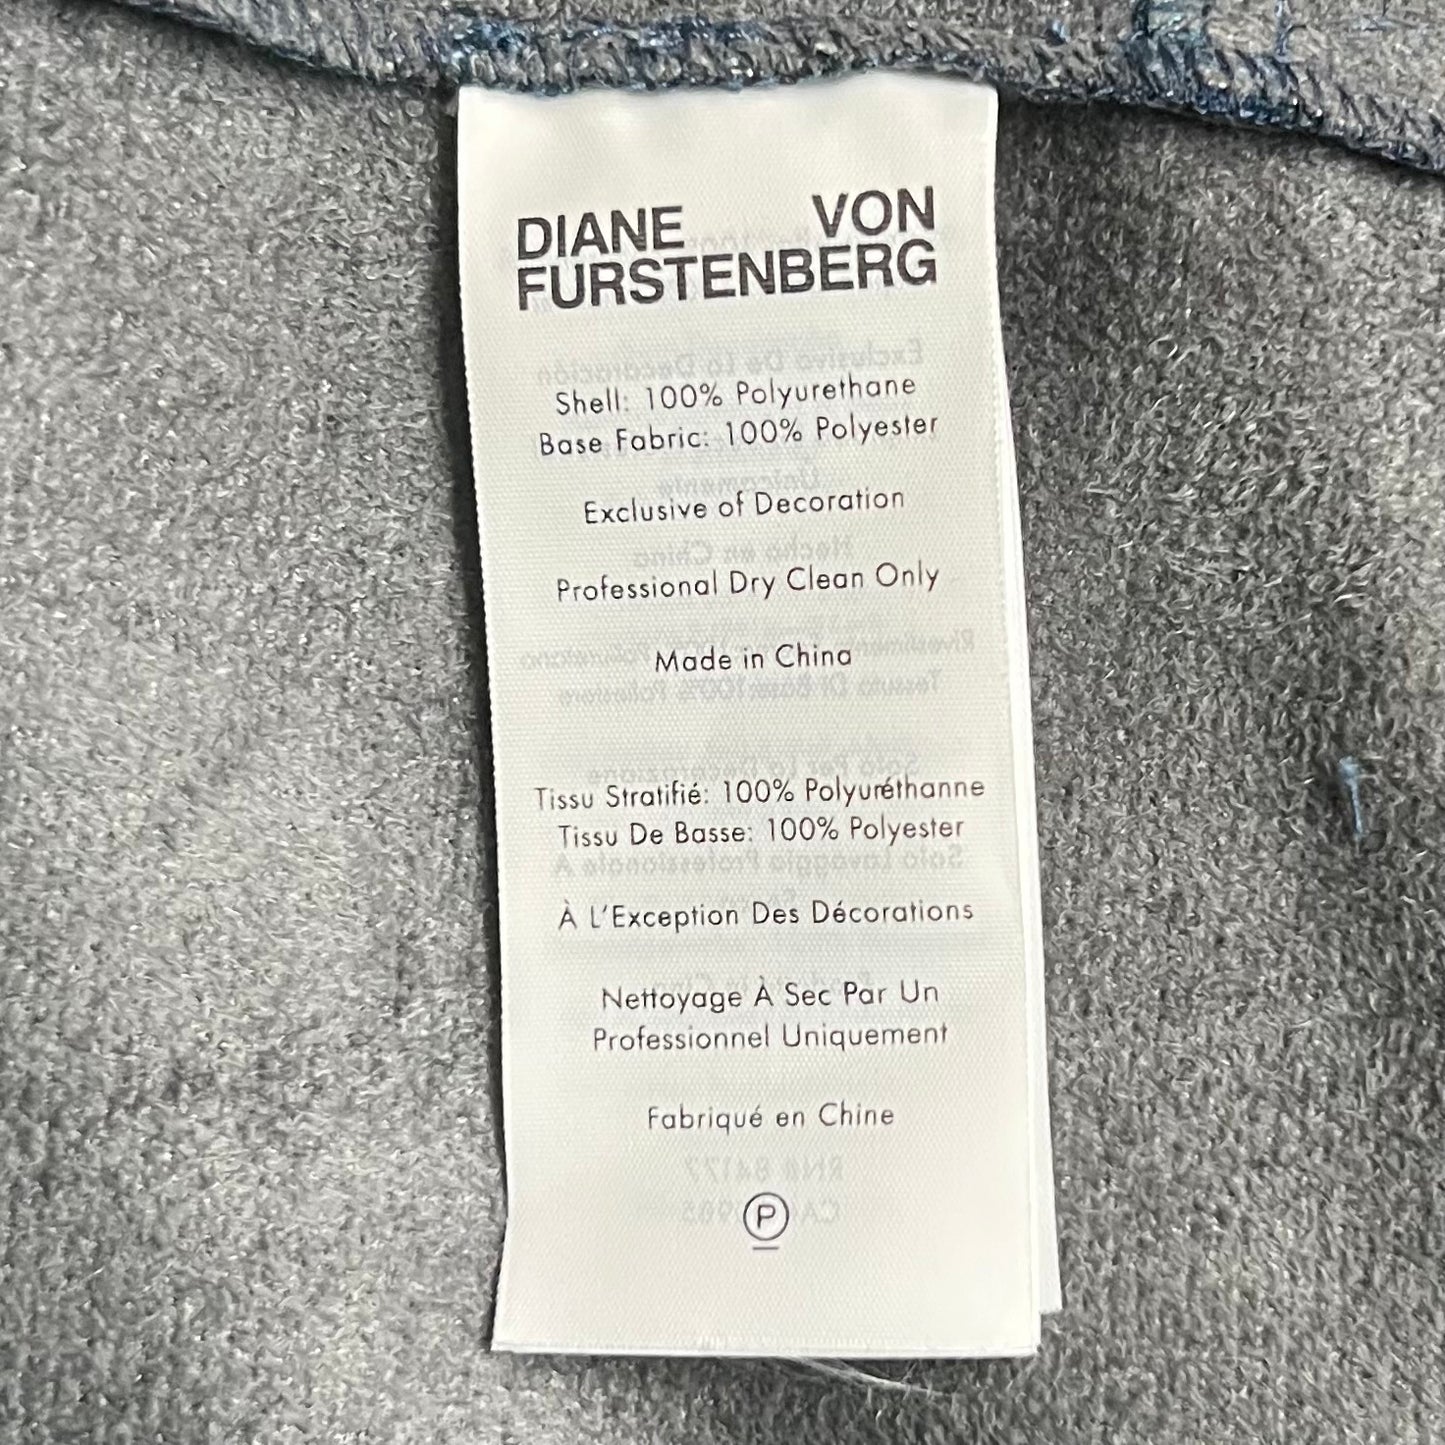 DIANE VON
FURSTENBERG
Shell: 100% Polyurethane
Base Fabric: 100% Polyester
Exclusive of Decoration
Professional Dry Clean Only
Made in China
Tissu Stratifié: 100% Polyuréthanne
Tissu De Basse: 100% Polyester
À L'Exception Des Décorations
Nettoyage À Sec Par Un
Professionnel Uniquement
Fabriqué en Chine
P